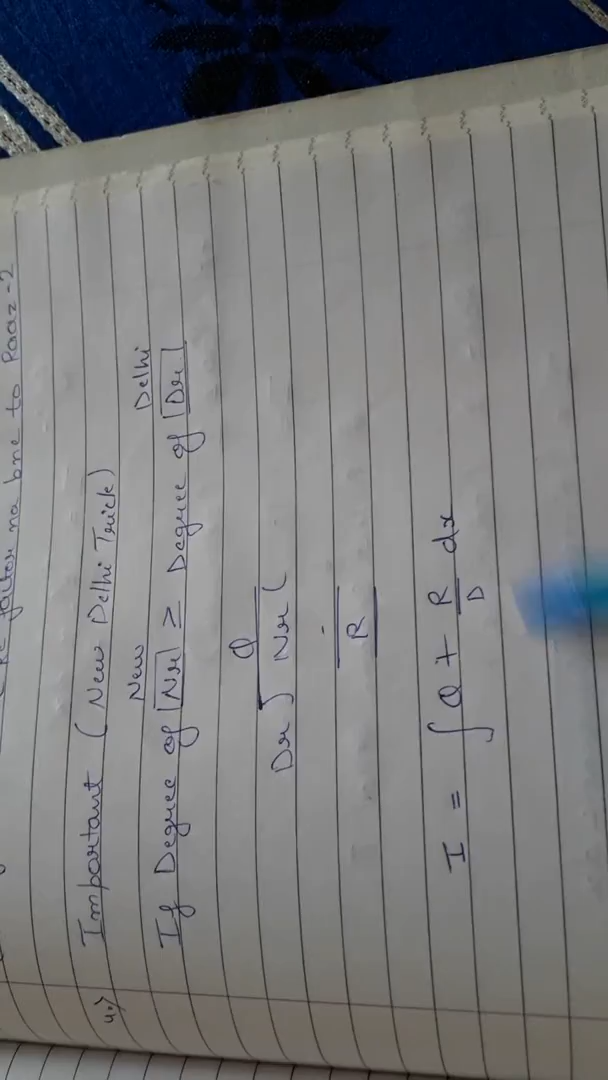 factor na bne to Raaz-2
4.) Important (New Delhi Trick)
New Delhi
If Degree of Nr ≥ Degree of Dr
Q
Dr ) Nr (
-
R
I = ∫ Q + R/D dx